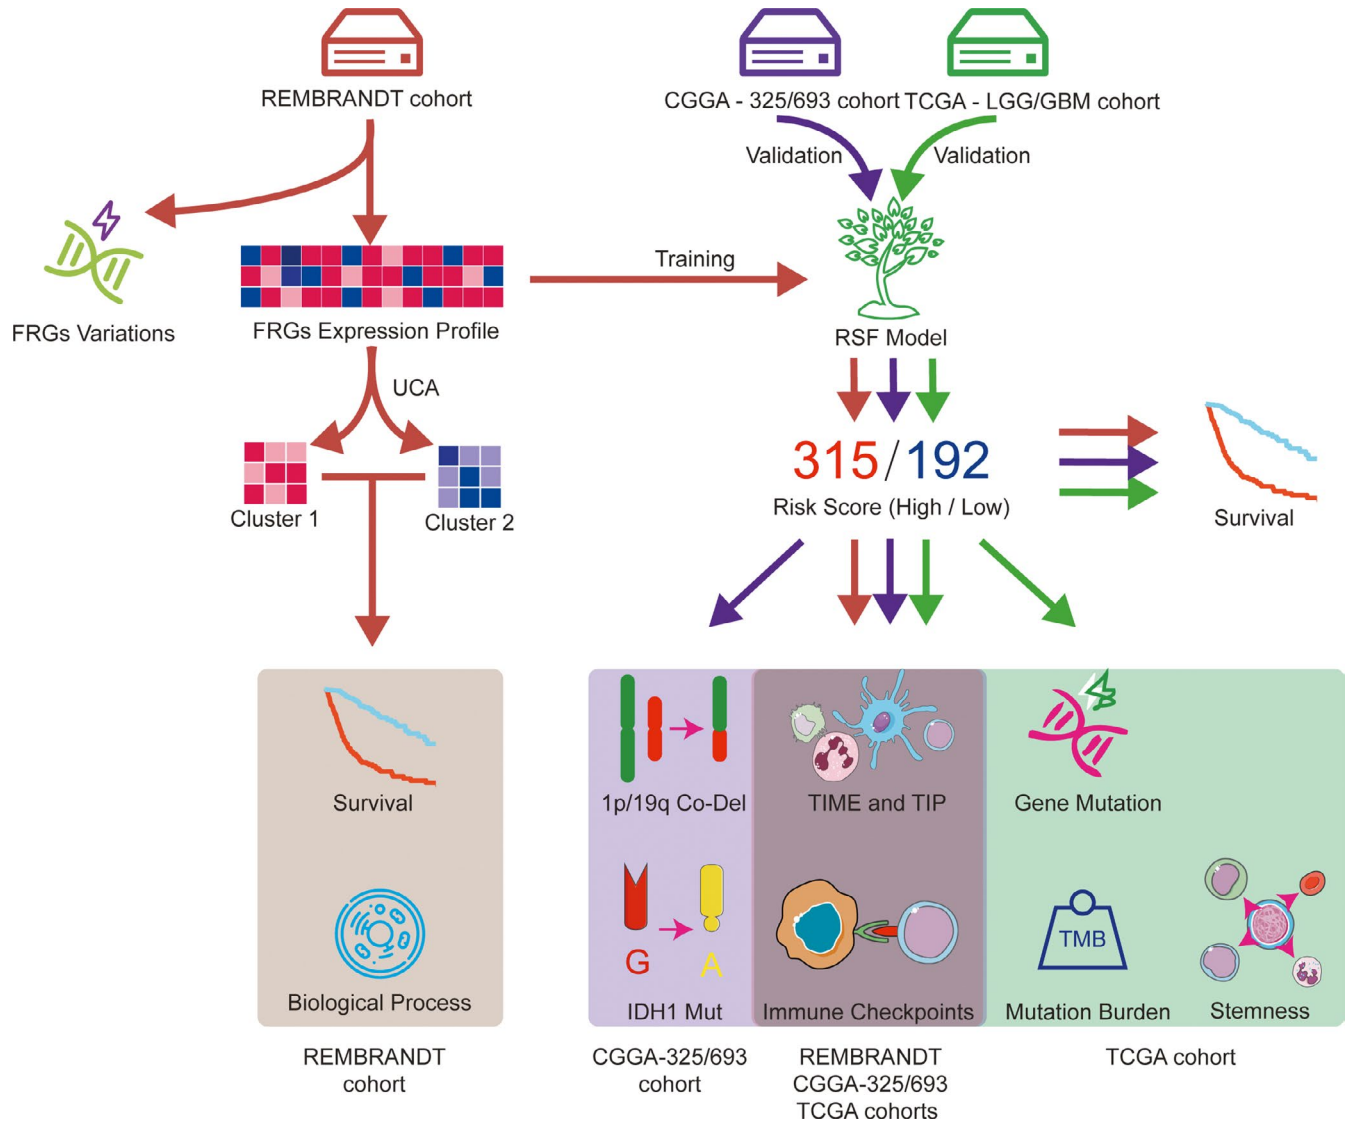 REMBRANDT cohort
CGGA - 325/693 cohort
TCGA - LGG/GBM cohort
Validation
Validation
Training
FRGs Variations
FRGs Expression Profile
RSF Model
UCA
315/192
Risk Score (High / Low)
Cluster 1
Cluster 2
Survival
Survival
1p/19q Co-Del
TIME and TIP
Gene Mutation
G
A
TMB
Biological Process
IDH1 Mut
Immune Checkpoints
Mutation Burden
Stemness
REMBRANDT
cohort
CGGA-325/693
cohort
REMBRANDT
CGGA-325/693
TCGA cohorts
TCGA cohort